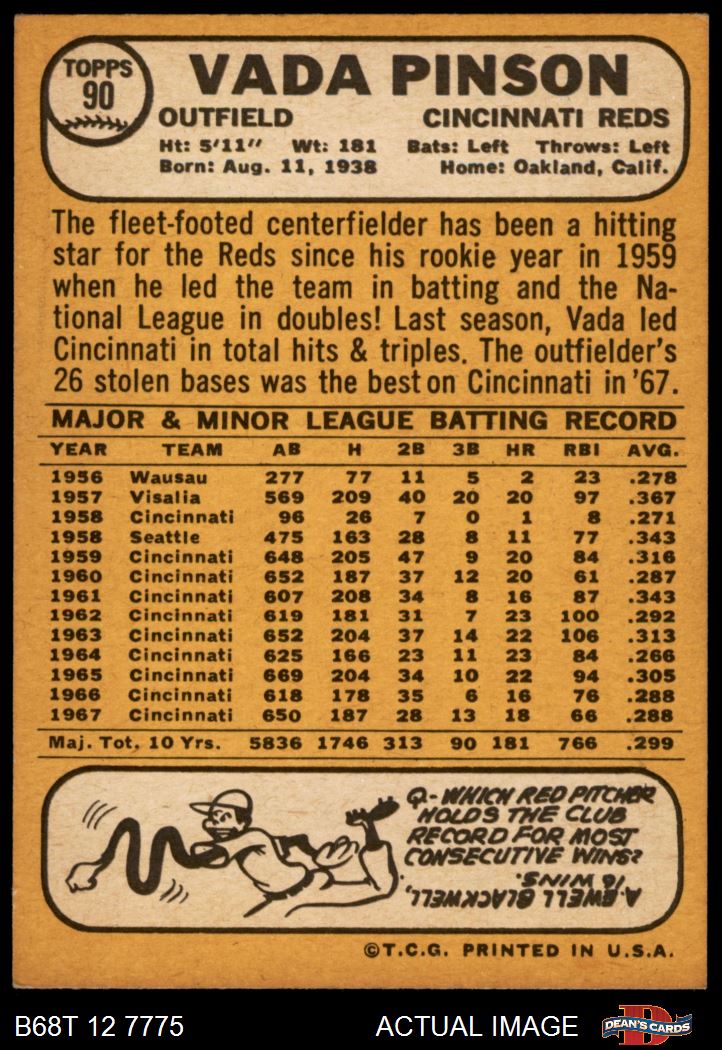 TOPPS
90
VADA PINSON
OUTFIELD CINCINNATI REDS
Ht: 5'11" Wt: 181 Bats: Left Throws: Left
Born: Aug. 11, 1938 Home: Oakland, Calif.
The fleet-footed centerfielder has been a hitting
star for the Reds since his rookie year in 1959
when he led the team in batting and the Na-
tional League in doubles! Last season, Vada led
Cincinnati in total hits & triples. The outfielder's
26 stolen bases was the best on Cincinnati in '67.
MAJOR & MINOR LEAGUE BATTING RECORD
YEAR TEAM AB H 2B 3B HR RBI AVG.
1956 Wausau 277 77 11 5 2 23 .278
1957 Visalia 569 209 40 20 20 97 .367
1958 Cincinnati 96 26 7 0 1 8 .271
1958 Seattle 475 163 28 8 11 77 .343
1959 Cincinnati 648 205 47 9 20 84 .316
1960 Cincinnati 652 187 37 12 20 61 .287
1961 Cincinnati 607 208 34 8 16 87 .343
1962 Cincinnati 619 181 31 7 23 100 .292
1963 Cincinnati 652 204 37 14 22 106 .313
1964 Cincinnati 625 166 23 11 23 84 .266
1965 Cincinnati 669 204 34 10 22 94 .305
1966 Cincinnati 618 178 35 6 16 76 .288
1967 Cincinnati 650 187 28 13 18 66 .288
Maj. Tot. 10 Yrs. 5836 1746 313 90 181 766 .299
Q- WHICH RED PITCHER
HOLDS THE CLUB
RECORD FOR MOST
CONSECUTIVE WINS?
A. EWELL BLACKWELL,
16 WINS.
©T.C.G. PRINTED IN U.S.A.
B68T 12 7775 ACTUAL IMAGE
D
DEAN'S CARDS